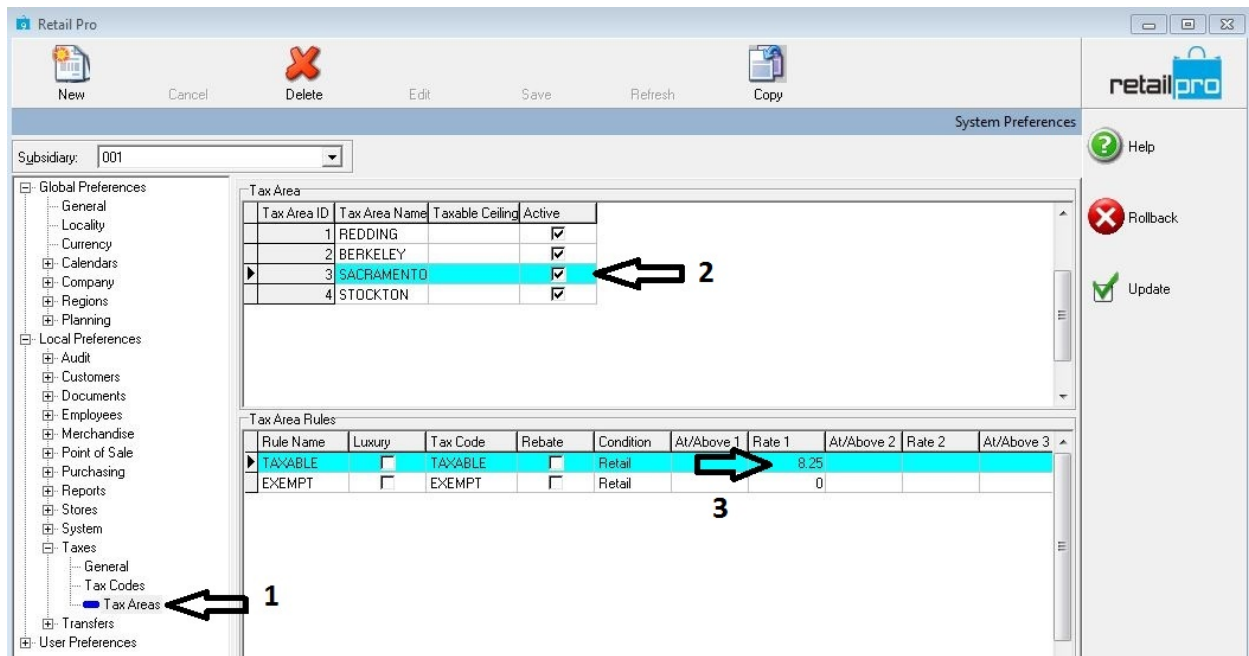 Retail Pro
New Cancel Delete Edit Save Refresh Copy
retail pro
System Preferences
Subsidiary: 001
Help
Rollback
Update
Global Preferences
General
Locality
Currency
Calendars
Company
Regions
Planning
Local Preferences
Audit
Customers
Documents
Employees
Merchandise
Point of Sale
Purchasing
Reports
Stores
System
Taxes
General
Tax Codes
Tax Areas
1
Transfers
User Preferences
Tax Area
Tax Area ID Tax Area Name Taxable Ceiling Active
1 REDDING
2 BERKELEY
3 SACRAMENTO
2
4 STOCKTON
Tax Area Rules
Rule Name Luxury Tax Code Rebate Condition At/Above 1 Rate 1 At/Above 2 Rate 2 At/Above 3
TAXABLE TAXABLE Retail 8.25
EXEMPT EXEMPT Retail 0
3